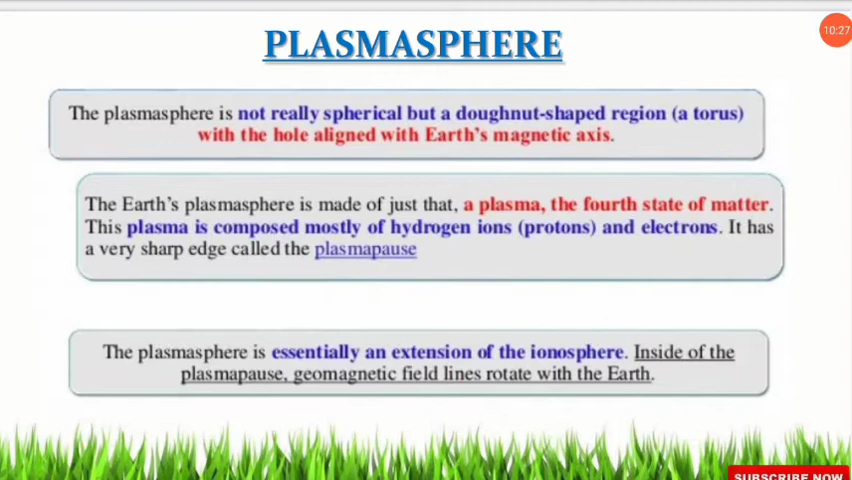 PLASMASPHERE
10:27
The plasmasphere is not really spherical but a doughnut-shaped region (a torus)
with the hole aligned with Earth's magnetic axis.
The Earth's plasmasphere is made of just that, a plasma, the fourth state of matter.
This plasma is composed mostly of hydrogen ions (protons) and electrons. It has
a very sharp edge called the plasmapause
The plasmasphere is essentially an extension of the ionosphere. Inside of the
plasmapause, geomagnetic field lines rotate with the Earth.
SUBSCRIBE NOW